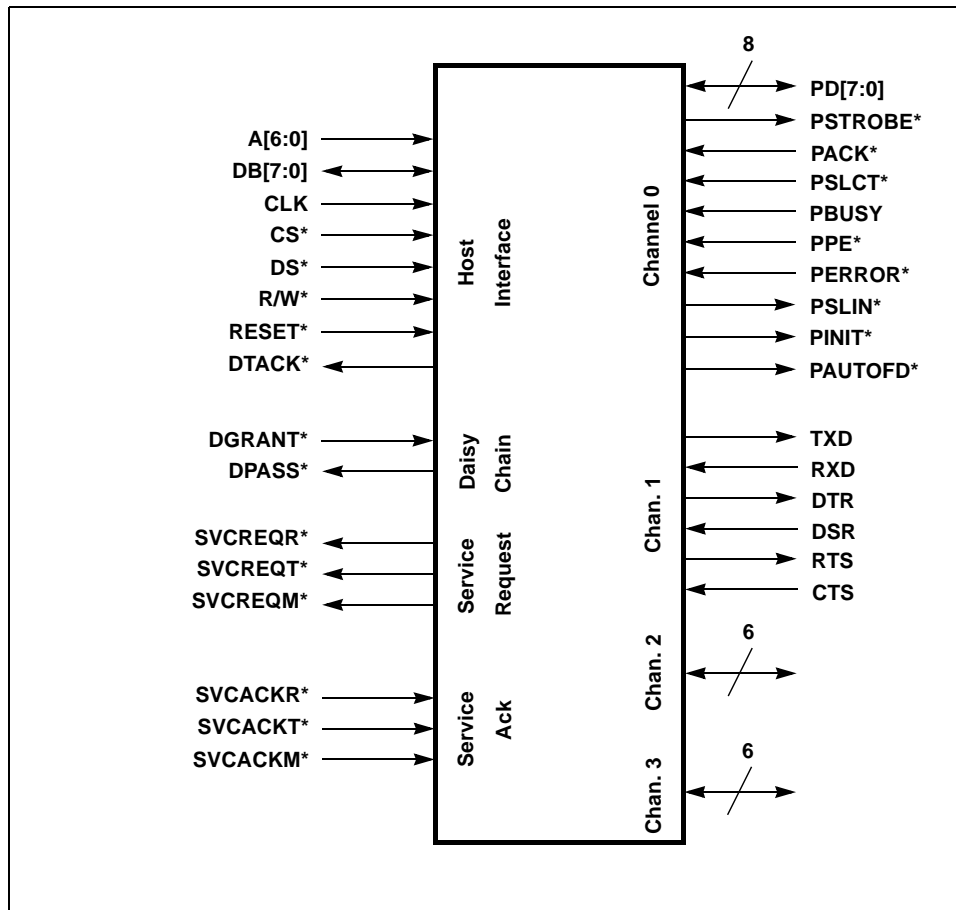 A[6:0]
DB[7:0]
CLK
CS*
DS*
R/W*
RESET*
DTACK*
DGRANT*
DPASS*
SVCREQR*
SVCREQT*
SVCREQM*
SVCACKR*
SVCACKT*
SVCACKM*
Host
Interface
Daisy
Chain
Service
Request
Service
Ack
Channel 0
Chan. 1
Chan. 2
Chan. 3
8
PD[7:0]
PSTROBE*
PACK*
PSLCT*
PBUSY
PPE*
PERROR*
PSLIN*
PINIT*
PAUTOFD*
TXD
RXD
DTR
DSR
RTS
CTS
6
6